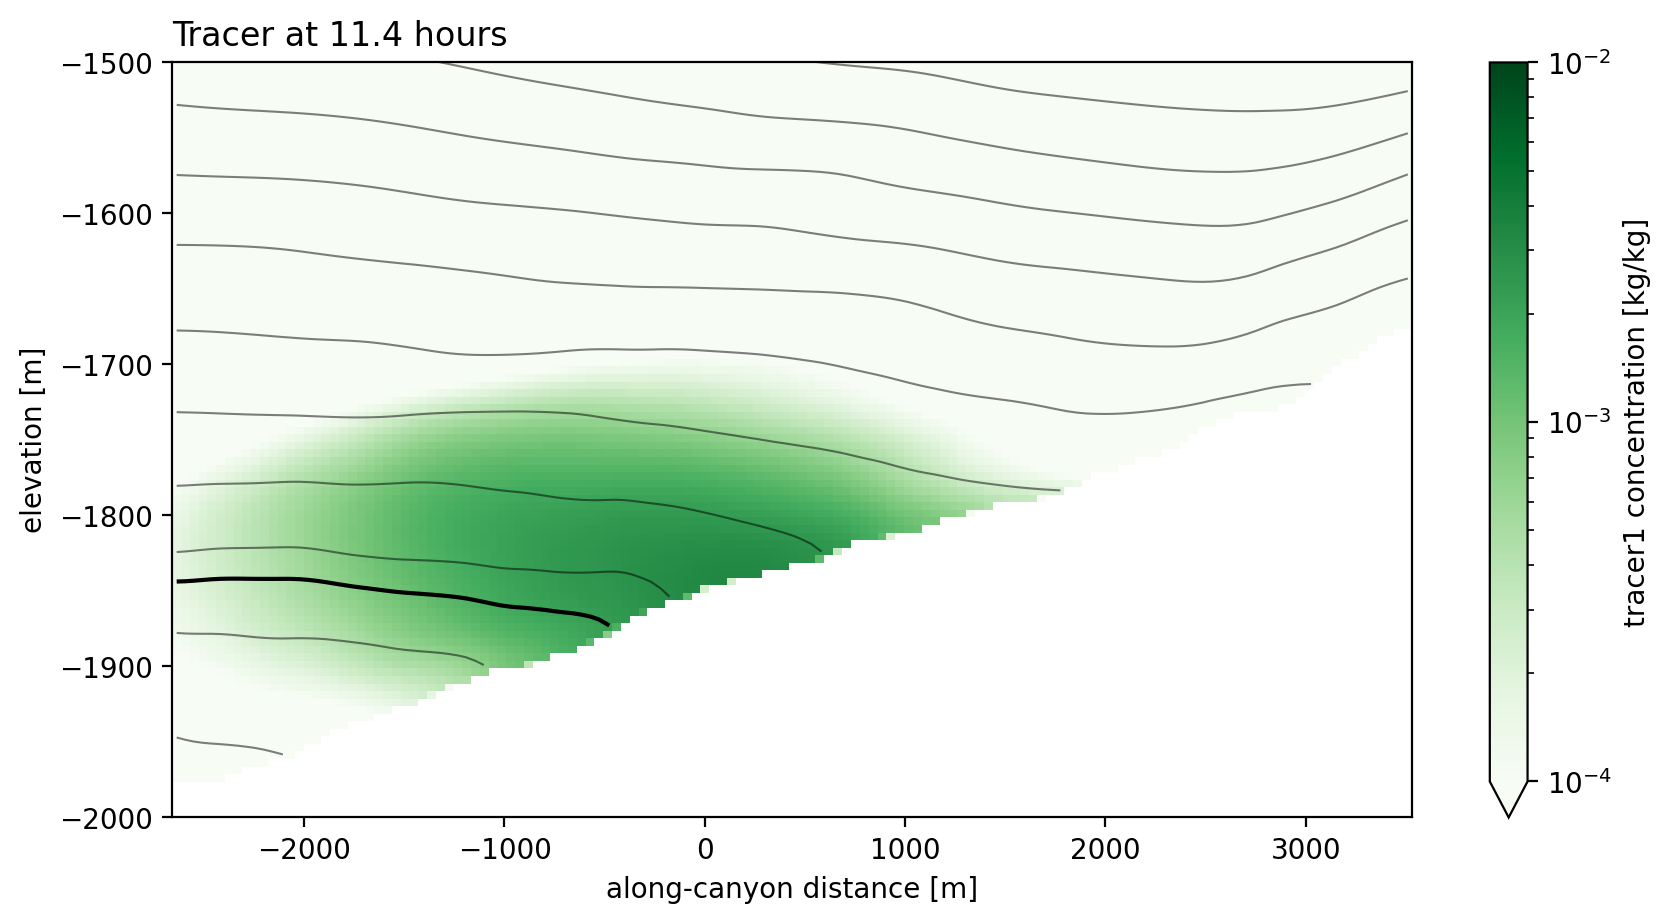 Tracer at 11.4 hours
−1500
−1600
−1700
−1800
−1900
−2000
elevation [m]
−2000 −1000 0 1000 2000 3000
along-canyon distance [m]
10⁻²
10⁻³
10⁻⁴
tracer1 concentration [kg/kg]